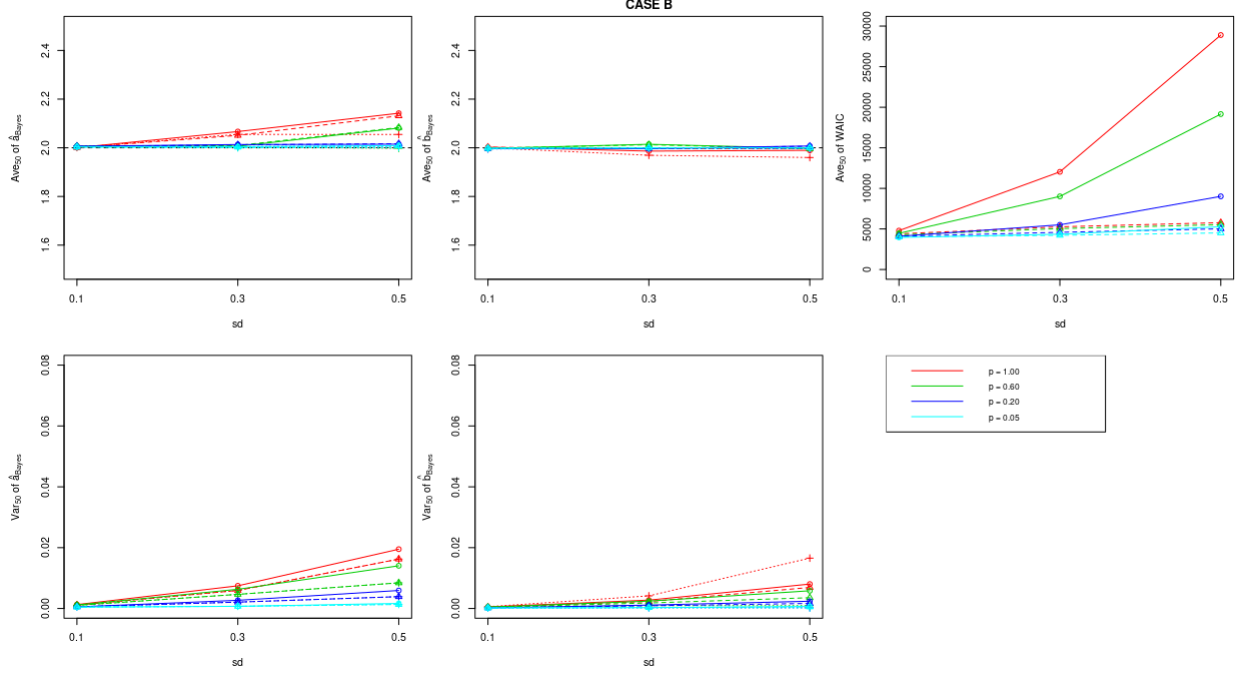 CASE B
2.4
2.2
2.0
1.8
1.6
Ave50 of âBayes
0.1 0.3 0.5
sd
2.4
2.2
2.0
1.8
1.6
Ave50 of b̂Bayes
0.1 0.3 0.5
sd
30000
25000
20000
15000
10000
5000
0
Ave50 of WAIC
0.1 0.3 0.5
sd
0.08
0.06
0.04
0.02
0.00
Var50 of âBayes
0.1 0.3 0.5
sd
0.08
0.06
0.04
0.02
0.00
Var50 of b̂Bayes
0.1 0.3 0.5
sd
p = 1.00
p = 0.60
p = 0.20
p = 0.05